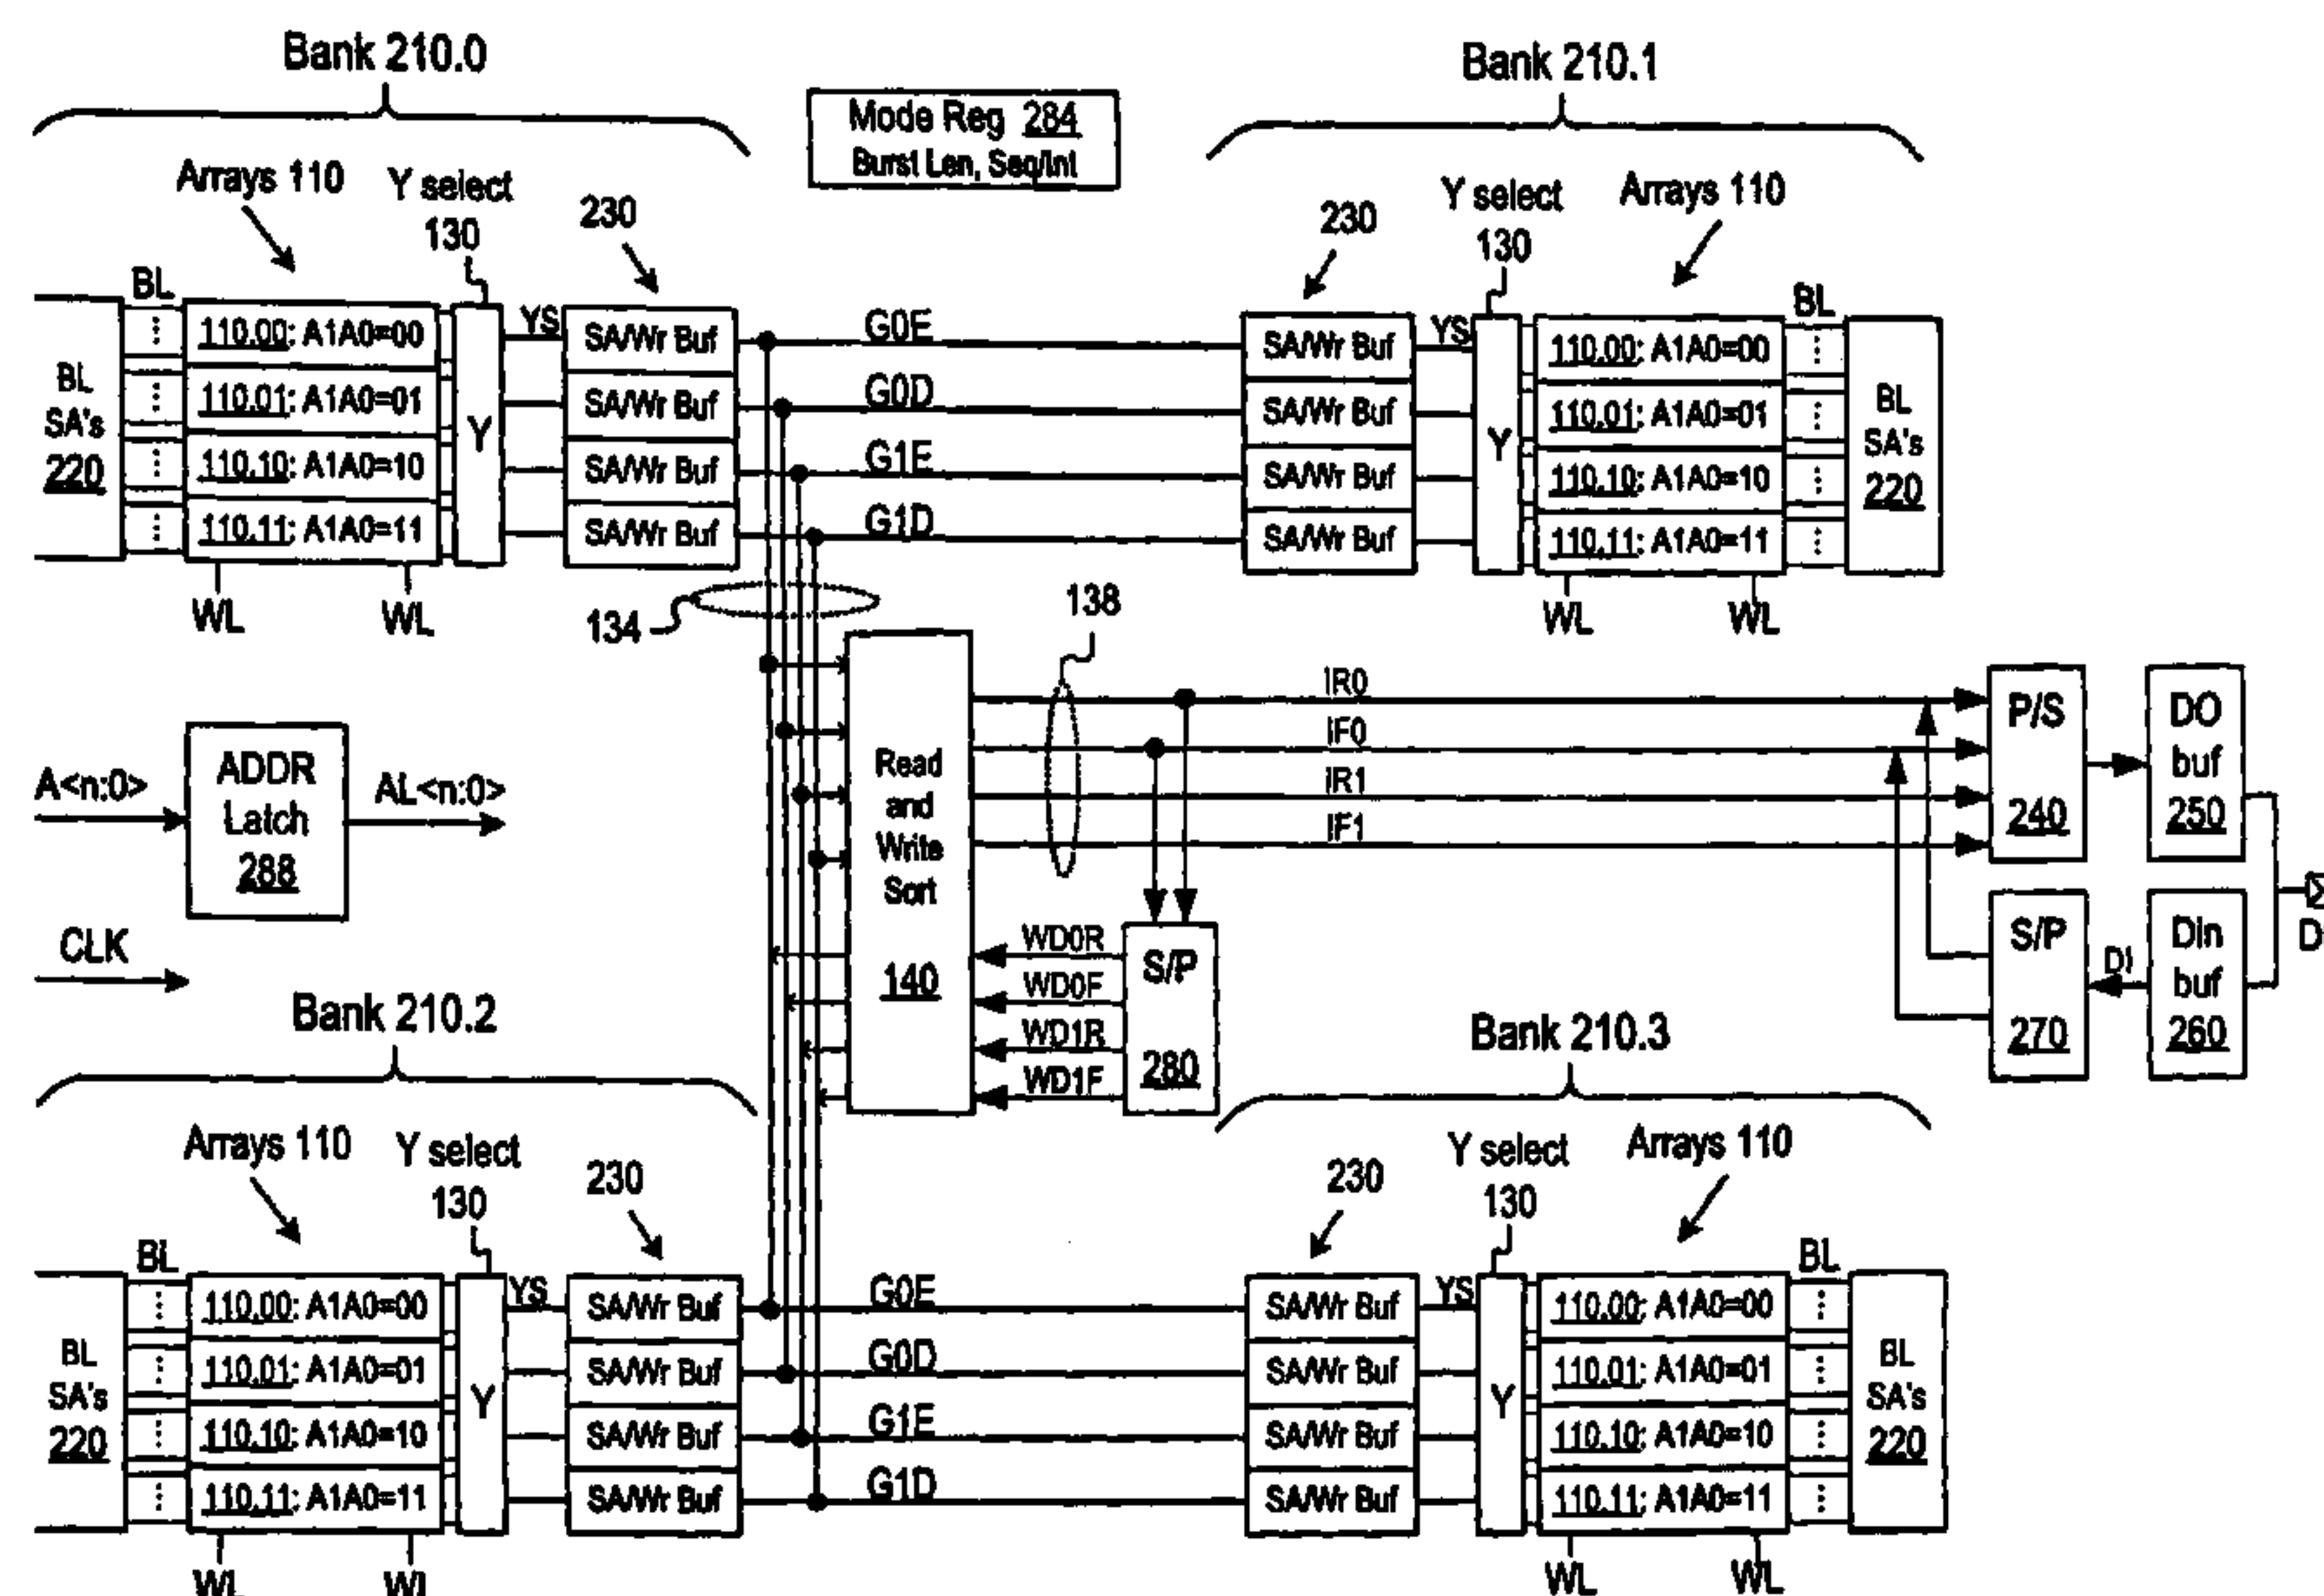 Bank 210.0
Mode Reg 284
Burst Len, Seq/Int
Bank 210.1
Arrays 110
Y select
130
230
230
Y select
130
Arrays 110
BL
YS
G0E
YS
BL
BL
SA's
220
110.00: A1A0=00
110.01: A1A0=01
110.10: A1A0=10
110.11: A1A0=11
Y
SA/Wr Buf
SA/Wr Buf
SA/Wr Buf
SA/Wr Buf
G0D
G1E
G1D
SA/Wr Buf
SA/Wr Buf
SA/Wr Buf
SA/Wr Buf
Y
110.00: A1A0=00
110.01: A1A0=01
110.10: A1A0=10
110.11: A1A0=11
BL
SA's
220
WL
WL
134
138
WL
WL
A<n:0>
ADDR
Latch
288
AL<n:0>
CLK
Read
and
Write
Sort
140
IR0
IF0
IR1
IF1
P/S
240
DO
buf
250
WD0R
WD0F
WD1R
WD1F
S/P
280
S/P
270
DI
Din
buf
260
D
Bank 210.2
Bank 210.3
Arrays 110
Y select
130
230
230
Y select
130
Arrays 110
BL
YS
G0E
YS
BL
BL
SA's
220
110.00: A1A0=00
110.01: A1A0=01
110.10: A1A0=10
110.11: A1A0=11
Y
SA/Wr Buf
SA/Wr Buf
SA/Wr Buf
SA/Wr Buf
G0D
G1E
G1D
SA/Wr Buf
SA/Wr Buf
SA/Wr Buf
SA/Wr Buf
Y
110.00: A1A0=00
110.01: A1A0=01
110.10: A1A0=10
110.11: A1A0=11
BL
SA's
220
WL
WL
WL
WL